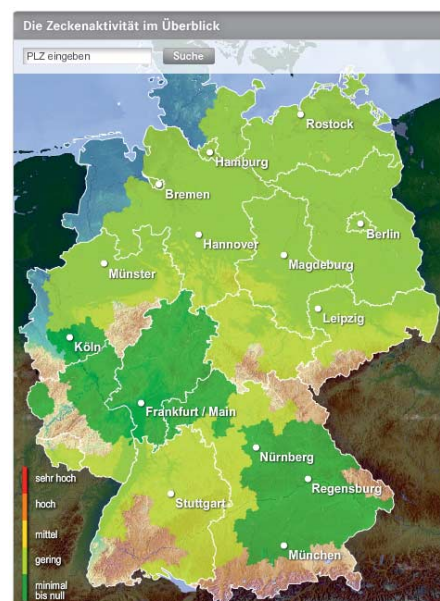 Die Zeckenaktivität im Überblick
PLZ eingeben
Suche
Rostock
Hamburg
Bremen
Hannover
Berlin
Magdeburg
Münster
Leipzig
Köln
Frankfurt / Main
Nürnberg
Regensburg
Stuttgart
München
sehr hoch
hoch
mittel
gering
minimal
bis null